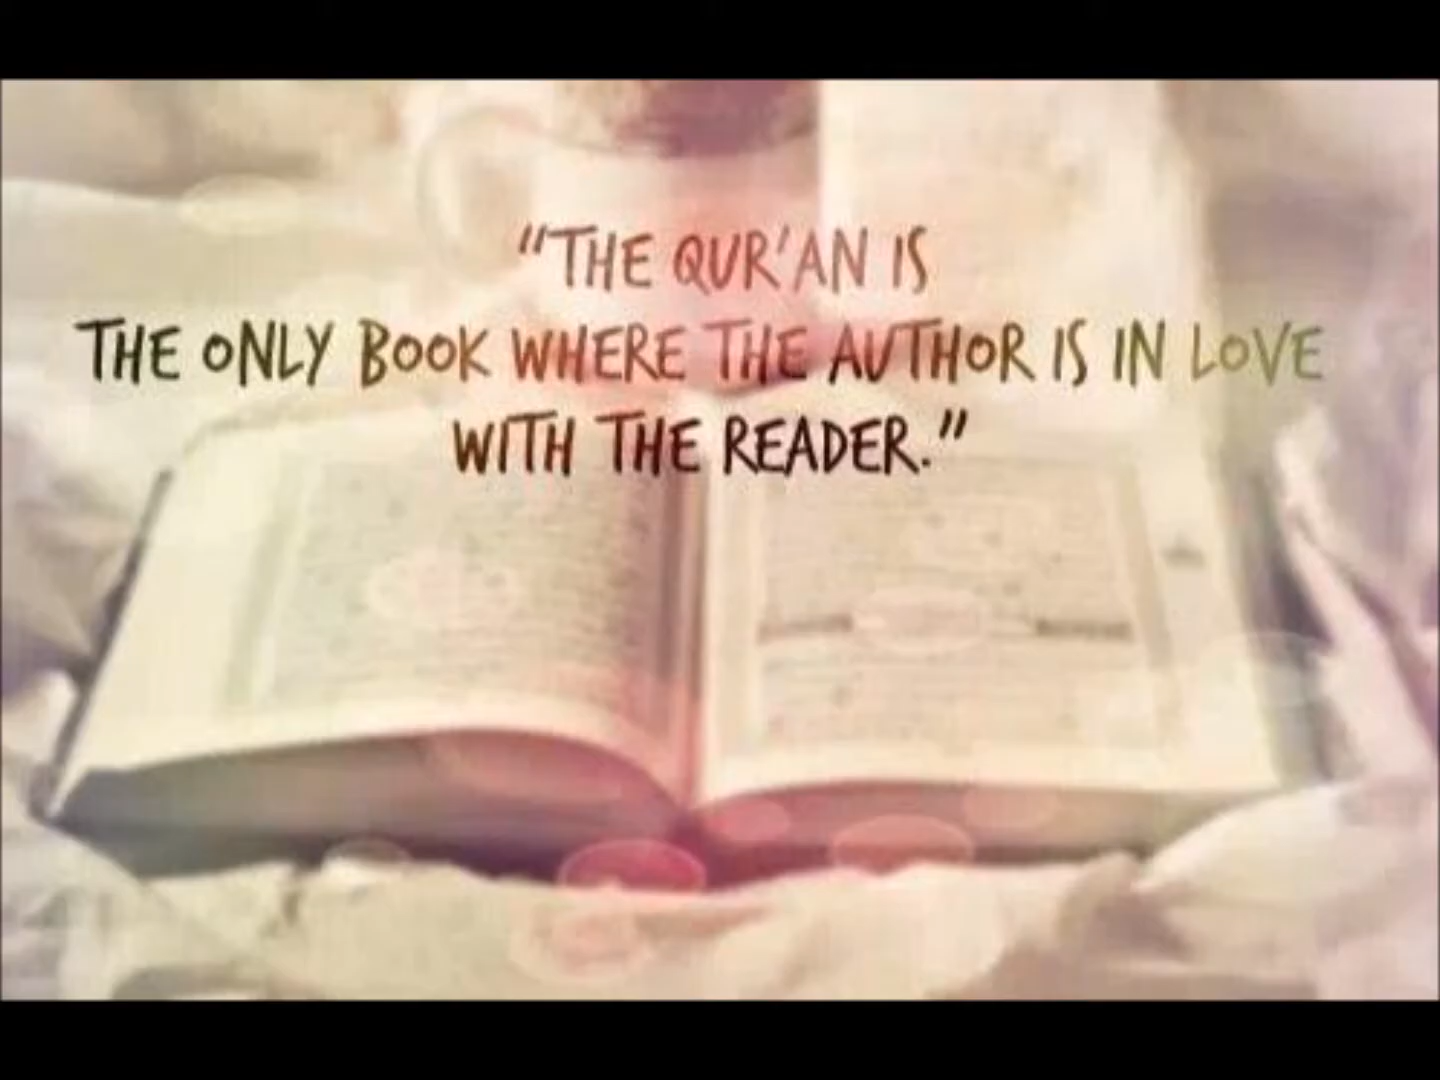 "THE QUR'AN IS
THE ONLY BOOK WHERE THE AUTHOR IS IN LOVE
WITH THE READER."